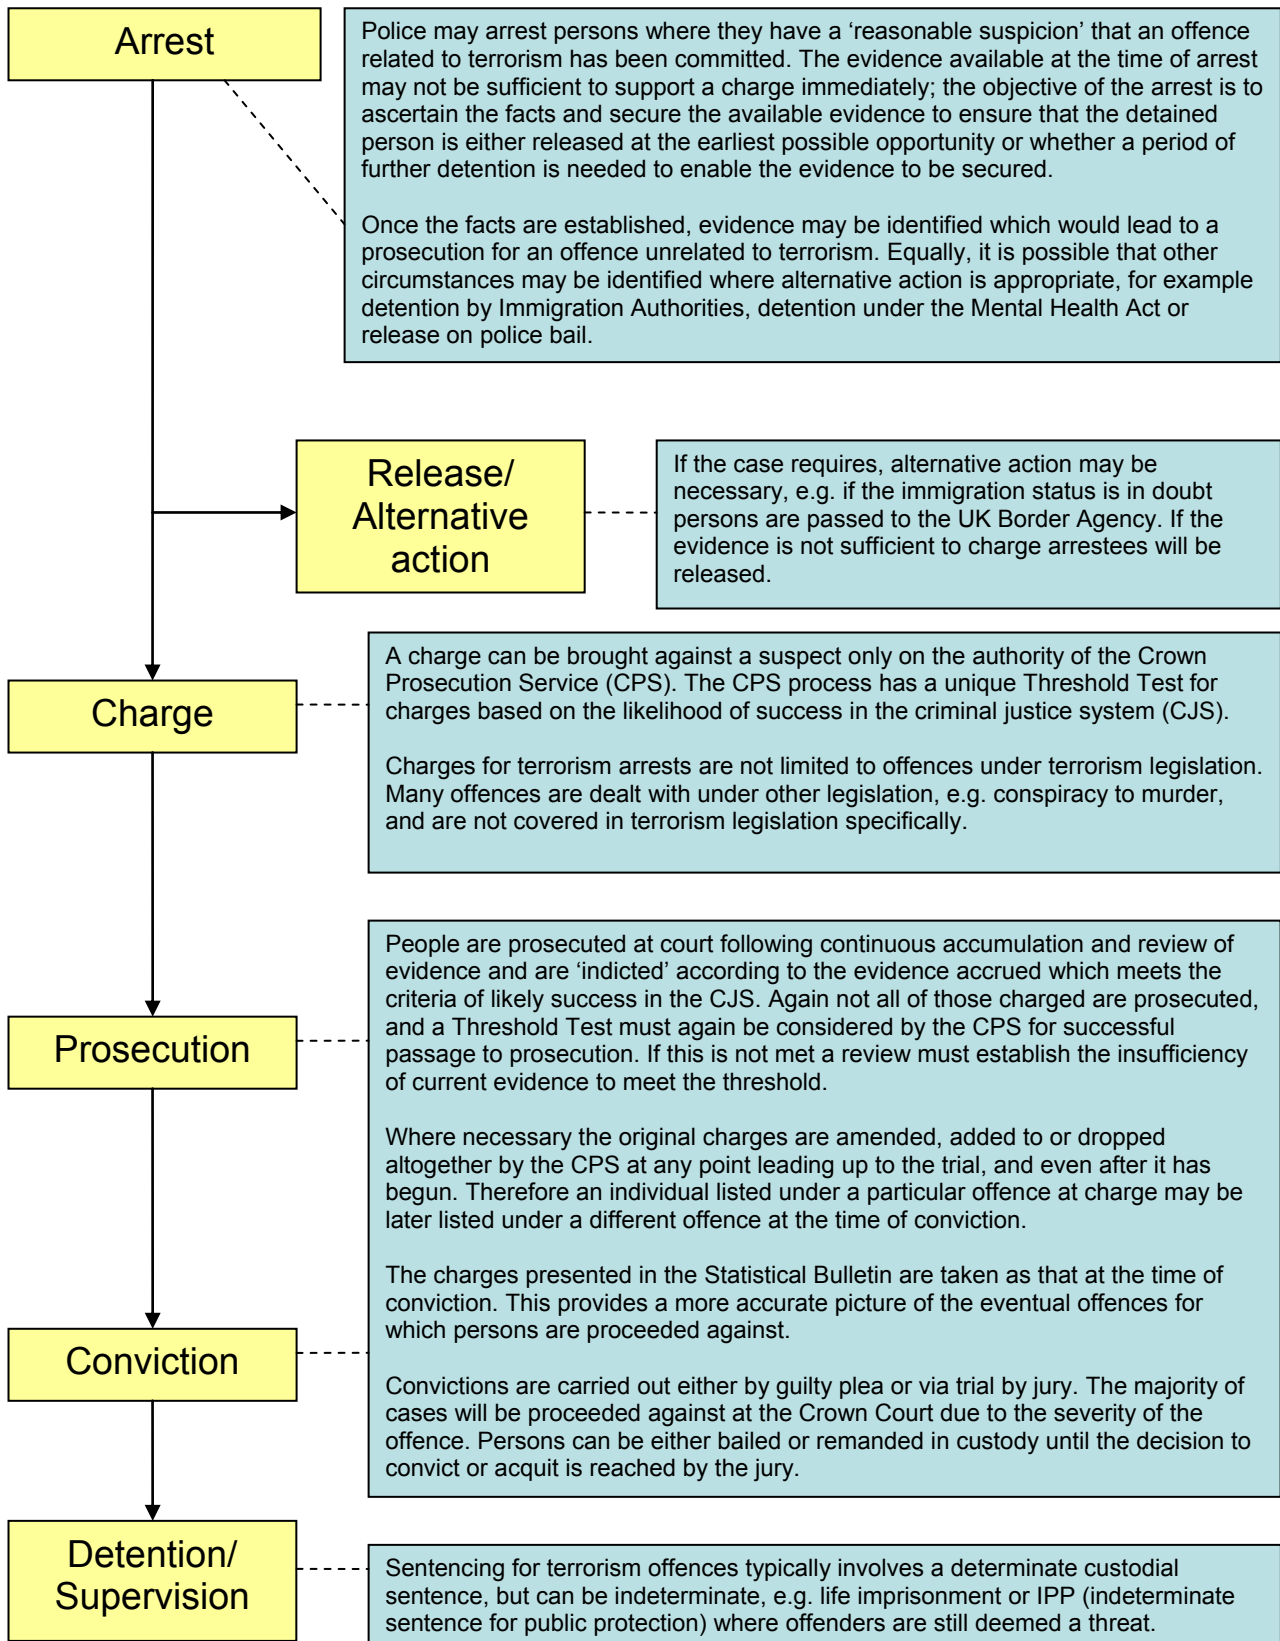 Arrest
Police may arrest persons where they have a ‘reasonable suspicion’ that an offence
related to terrorism has been committed. The evidence available at the time of arrest
may not be sufficient to support a charge immediately; the objective of the arrest is to
ascertain the facts and secure the available evidence to ensure that the detained
person is either released at the earliest possible opportunity or whether a period of
further detention is needed to enable the evidence to be secured.
Once the facts are established, evidence may be identified which would lead to a
prosecution for an offence unrelated to terrorism. Equally, it is possible that other
circumstances may be identified where alternative action is appropriate, for example
detention by Immigration Authorities, detention under the Mental Health Act or
release on police bail.
Release/
Alternative
action
If the case requires, alternative action may be
necessary, e.g. if the immigration status is in doubt
persons are passed to the UK Border Agency. If the
evidence is not sufficient to charge arrestees will be
released.
Charge
A charge can be brought against a suspect only on the authority of the Crown
Prosecution Service (CPS). The CPS process has a unique Threshold Test for
charges based on the likelihood of success in the criminal justice system (CJS).
Charges for terrorism arrests are not limited to offences under terrorism legislation.
Many offences are dealt with under other legislation, e.g. conspiracy to murder,
and are not covered in terrorism legislation specifically.
Prosecution
People are prosecuted at court following continuous accumulation and review of
evidence and are ‘indicted’ according to the evidence accrued which meets the
criteria of likely success in the CJS. Again not all of those charged are prosecuted,
and a Threshold Test must again be considered by the CPS for successful
passage to prosecution. If this is not met a review must establish the insufficiency
of current evidence to meet the threshold.
Where necessary the original charges are amended, added to or dropped
altogether by the CPS at any point leading up to the trial, and even after it has
begun. Therefore an individual listed under a particular offence at charge may be
later listed under a different offence at the time of conviction.
The charges presented in the Statistical Bulletin are taken as that at the time of
conviction. This provides a more accurate picture of the eventual offences for
which persons are proceeded against.
Conviction
Convictions are carried out either by guilty plea or via trial by jury. The majority of
cases will be proceeded against at the Crown Court due to the severity of the
offence. Persons can be either bailed or remanded in custody until the decision to
convict or acquit is reached by the jury.
Detention/
Supervision
Sentencing for terrorism offences typically involves a determinate custodial
sentence, but can be indeterminate, e.g. life imprisonment or IPP (indeterminate
sentence for public protection) where offenders are still deemed a threat.